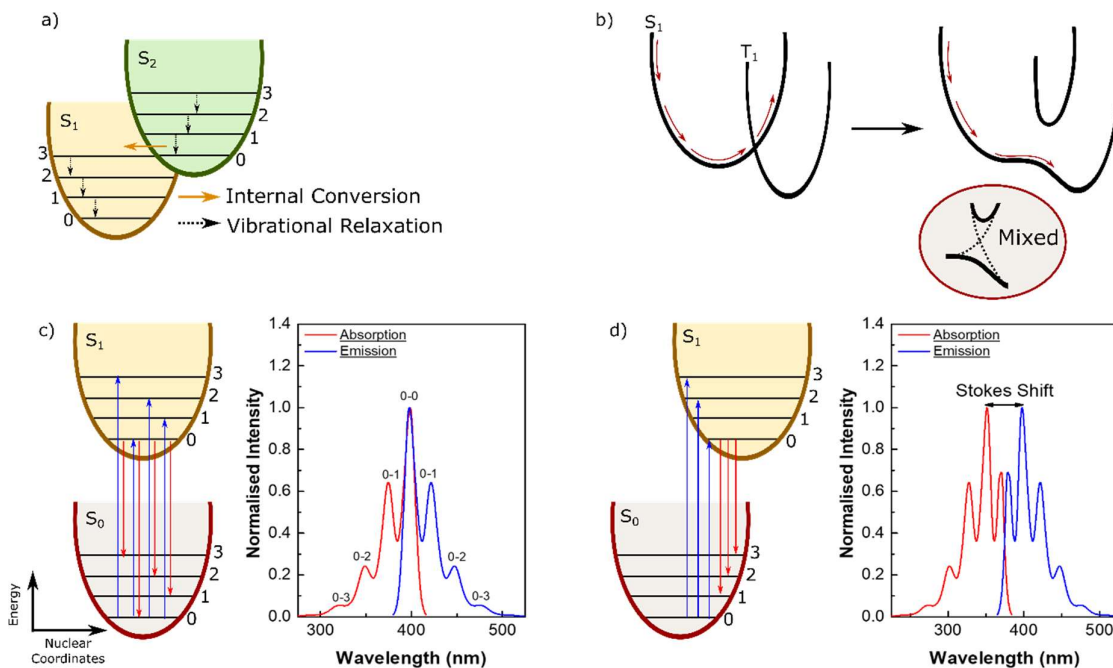 a)
S2
S1
3
2
1
0
3
2
1
0
Internal Conversion
Vibrational Relaxation
b)
S1
T1
Mixed
c)
S1
3
2
1
0
S0
3
2
1
0
Energy
Nuclear
Coordinates
1.4
1.2
1.0
0.8
0.6
0.4
0.2
0.0
Normalised Intensity
Absorption
Emission
0-0
0-1
0-1
0-2
0-2
0-3
0-3
300
400
500
Wavelength (nm)
d)
S1
3
2
1
0
S0
3
2
1
0
1.4
1.2
1.0
0.8
0.6
0.4
0.2
0.0
Normalised Intensity
Absorption
Emission
Stokes Shift
300
400
500
Wavelength (nm)